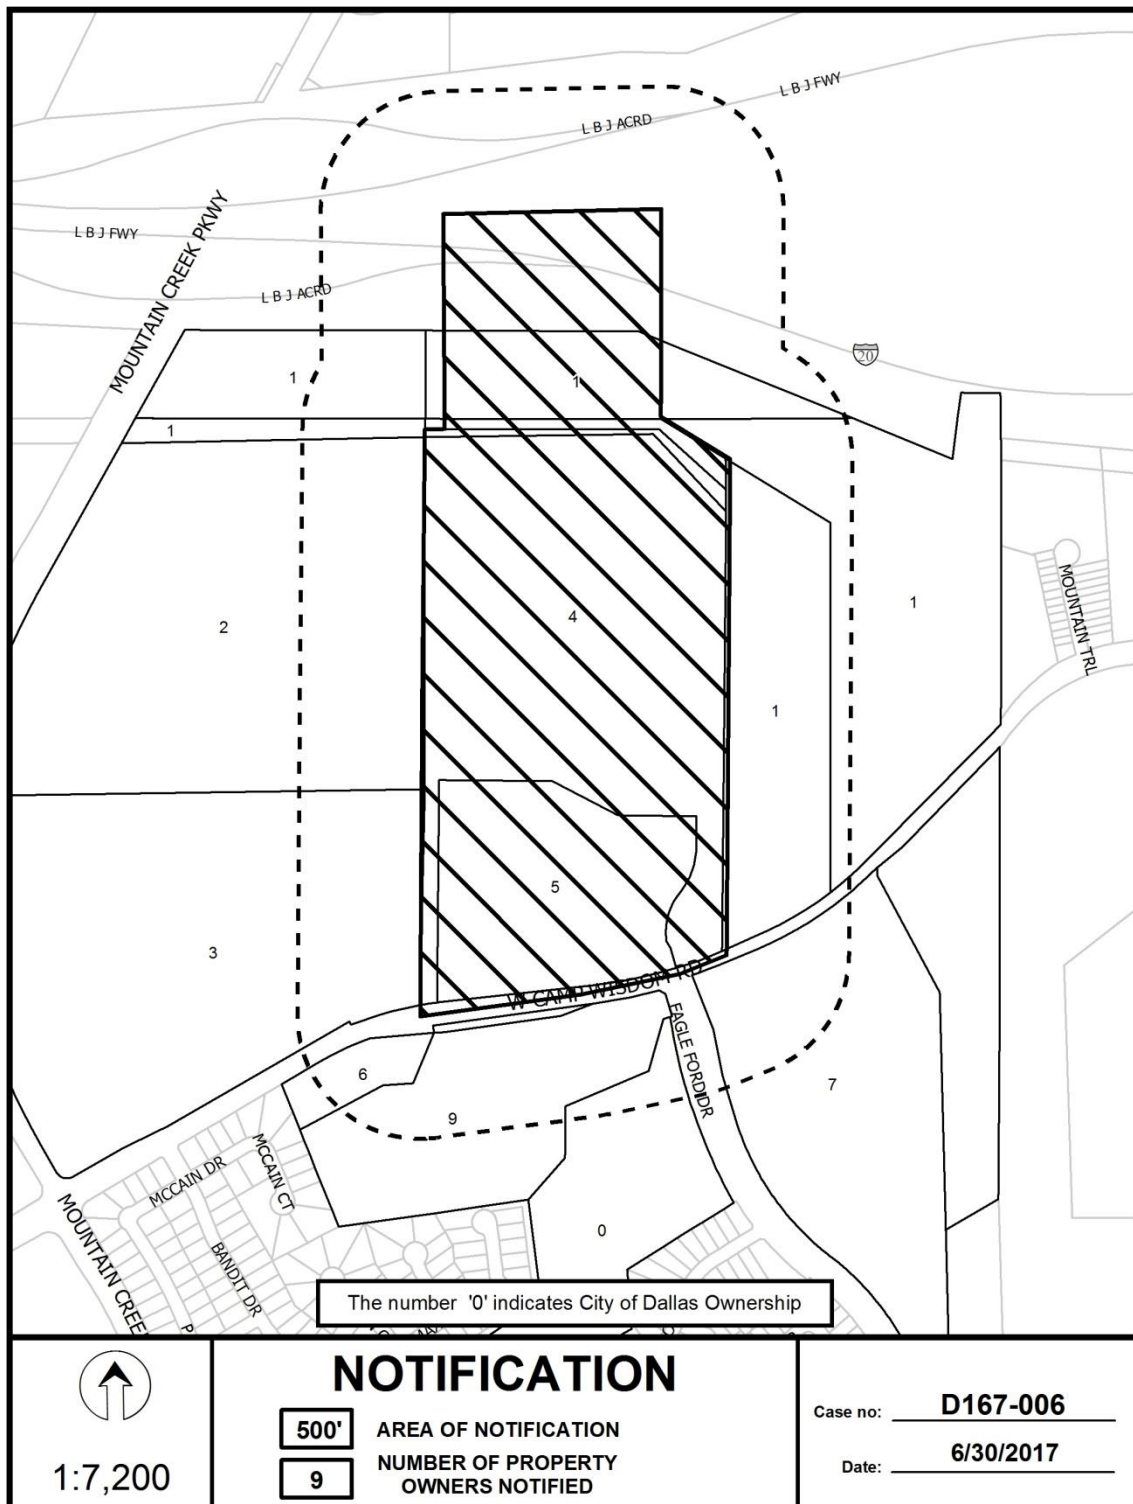 L B J FWY
L B J ACRD
MOUNTAIN CREEK PKWY
L B J FWY
L B J ACRD
20
1
1
1
2
4
1
MOUNTAIN TRL
1
5
3
W CAMP WISDOM RD
EAGLE FORD DR
6
7
9
MCCAIN CT
MCCAIN DR
MOUNTAIN CREE
BANDIT DR
0
The number '0' indicates City of Dallas Ownership
1:7,200
NOTIFICATION
500' AREA OF NOTIFICATION
9 NUMBER OF PROPERTY
OWNERS NOTIFIED
Case no: D167-006
Date: 6/30/2017